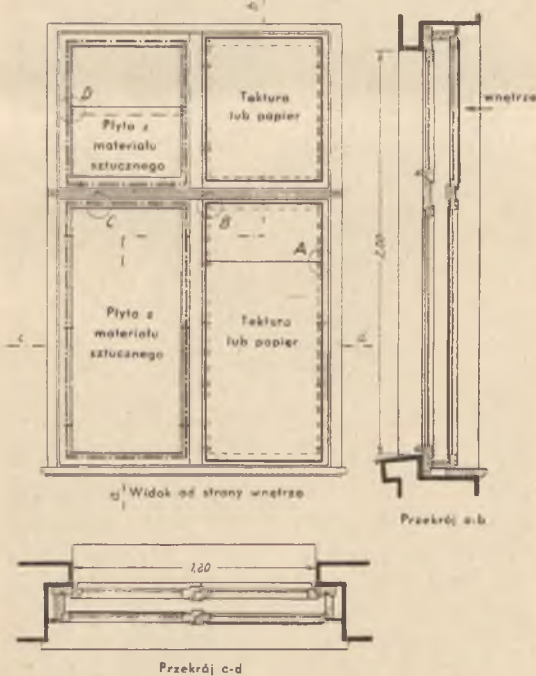 D
Płyta z
materiału
sztucznego
Tektura
lub papier
wnętrze
C
B
A
Płyta z
materiału
sztucznego
Tektura
lub papier
2,00
c
Widok od strony wnętrza
Przekrój a-b
1,20
Przekrój c-d